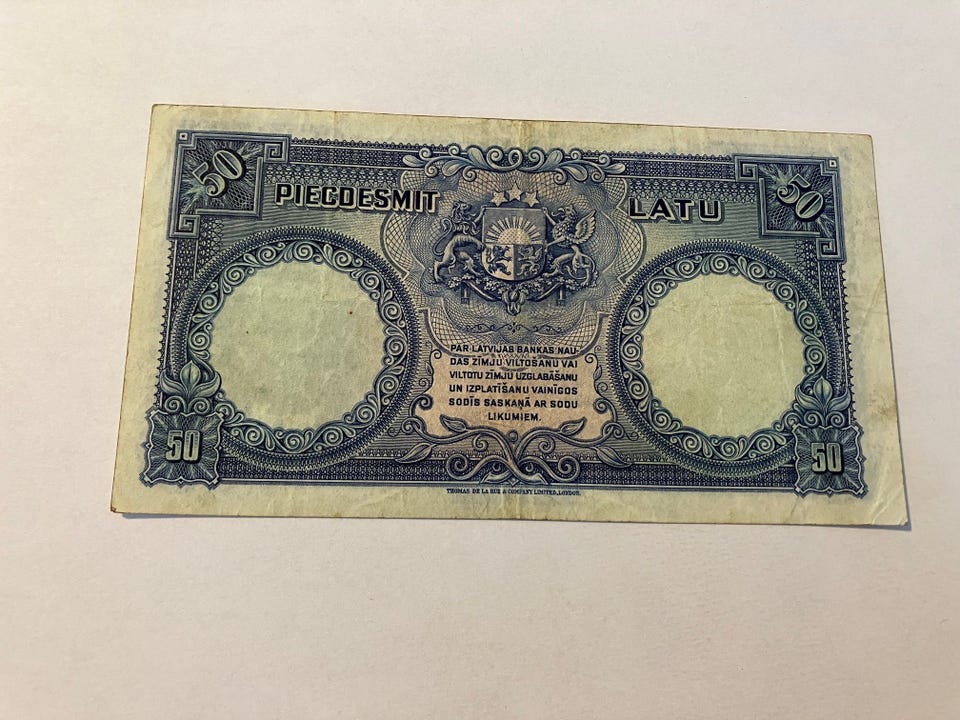 50
50
PIECDESMIT
LATU
PAR LATVIJAS BANKAS NAU-
DAS ZĪMJU VILTOŠANU VAI
VILTOTU ZĪMJU UZGLABĀŠANU
UN IZPLATĪŠANU VAINĪGOS
SODĪS SASKAŅĀ AR SODU
LIKUMIEM.
50
50
THOMAS DE LA RUE & COMPANY LIMITED, LONDON.